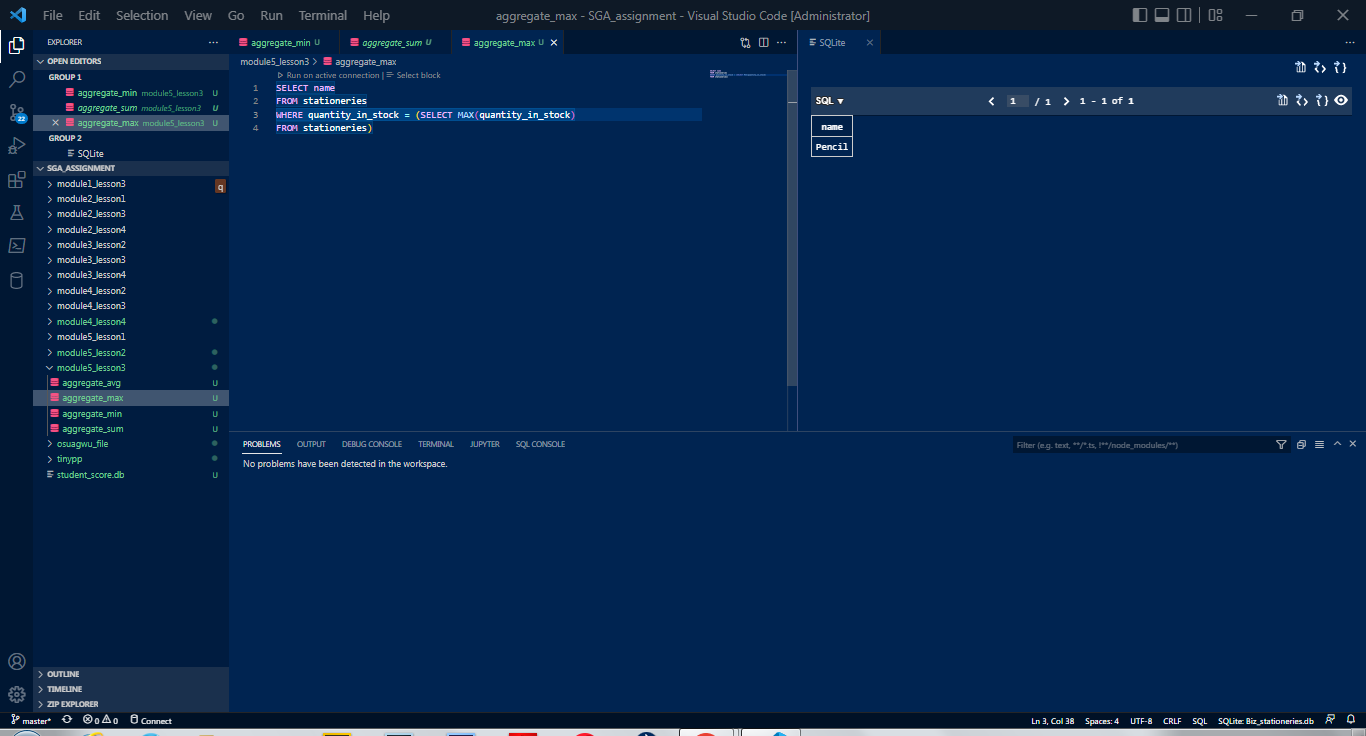 File Edit Selection View Go Run Terminal Help
aggregate_max - SGA_assignment - Visual Studio Code [Administrator]
EXPLORER
OPEN EDITORS
GROUP 1
aggregate_min module5_lesson3 U
aggregate_sum module5_lesson3 U
aggregate_max module5_lesson3 U
GROUP 2
SQLite
SGA_ASSIGNMENT
module1_lesson3
q
module2_lesson1
module2_lesson3
module2_lesson4
module3_lesson2
module3_lesson3
module3_lesson4
module4_lesson2
module4_lesson3
module4_lesson4
module5_lesson1
module5_lesson2
module5_lesson3
aggregate_avg U
aggregate_max U
aggregate_min U
aggregate_sum U
osuagwu_file
tinypp
student_score.db U
OUTLINE
TIMELINE
ZIP EXPLORER
22
aggregate_min U
aggregate_sum U
aggregate_max U
module5_lesson3 > aggregate_max
Run on active connection | Select block
1 SELECT name
2 FROM stationeries
3 WHERE quantity_in_stock = (SELECT MAX(quantity_in_stock)
4 FROM stationeries)
SQLite
SQL
1 / 1
1 - 1 of 1
name
Pencil
PROBLEMS OUTPUT DEBUG CONSOLE TERMINAL JUPYTER SQL CONSOLE
Filter (e.g. text, **/*.ts, !**/node_modules/**)
No problems have been detected in the workspace.
master* 0 0 Connect
Ln 3, Col 38 Spaces: 4 UTF-8 CRLF SQL SQLite: Biz_stationeries.db